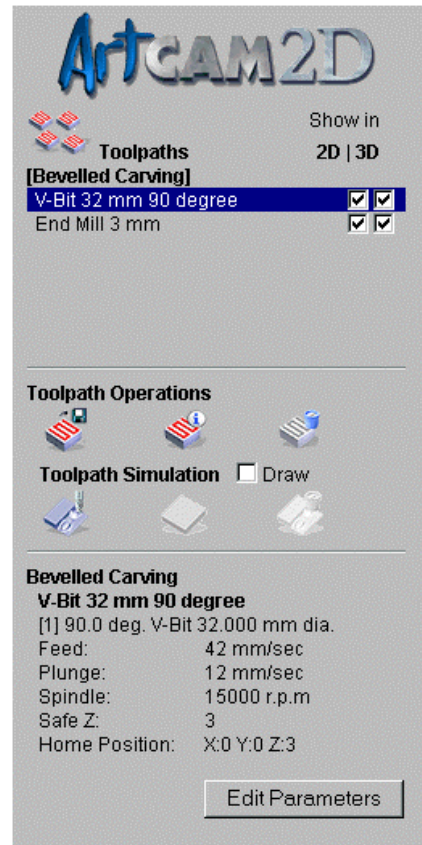 ArtCAM2D
Show in
Toolpaths 2D | 3D
[Bevelled Carving]
V-Bit 32 mm 90 degree
End Mill 3 mm
Toolpath Operations
Toolpath Simulation Draw
Bevelled Carving
V-Bit 32 mm 90 degree
[1] 90.0 deg. V-Bit 32.000 mm dia.
Feed: 42 mm/sec
Plunge: 12 mm/sec
Spindle: 15000 r.p.m
Safe Z: 3
Home Position: X:0 Y:0 Z:3
Edit Parameters